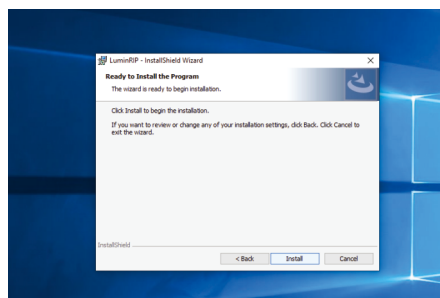 LuminRIP - InstallShield Wizard
Ready to Install the Program
The wizard is ready to begin installation.
Click Install to begin the installation.
If you want to review or change any of your installation settings, click Back. Click Cancel to
exit the wizard.
InstallShield
< Back Install Cancel